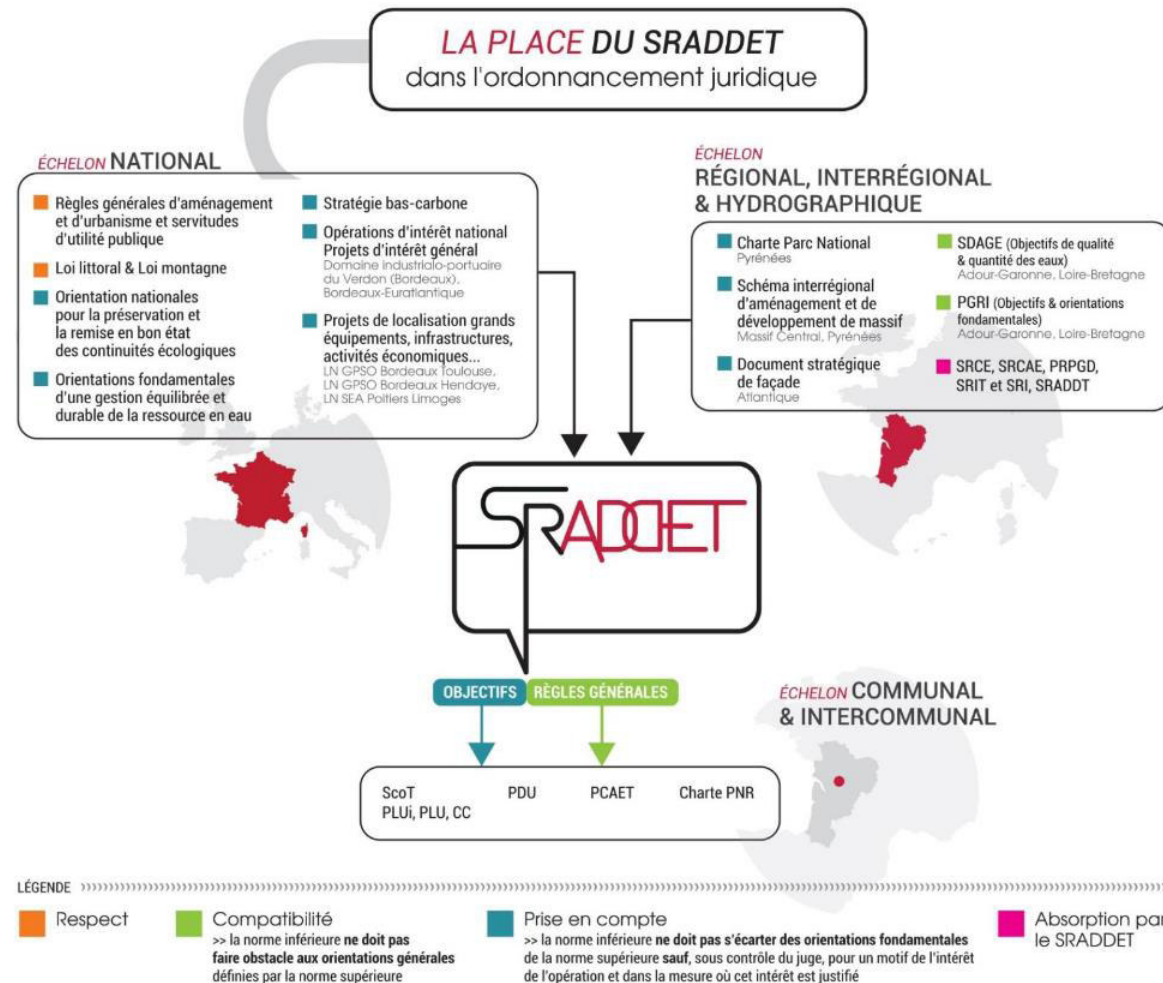 LA PLACE DU SRADDET
dans l'ordonnancement juridique
ÉCHELON NATIONAL
Règles générales d'aménagement
et d'urbanisme et servitudes
d'utilité publique
Loi littoral & Loi montagne
Orientation nationales
pour la préservation et
la remise en bon état
des continuités écologiques
Orientations fondamentales
d'une gestion équilibrée et
durable de la ressource en eau
Stratégie bas-carbone
Opérations d'intérêt national
Projets d'intérêt général
Domaine industrialo-portuaire
du Verdon (Bordeaux),
Bordeaux-Euratlantique
Projets de localisation grands
équipements, infrastructures,
activités économiques...
LN GPSO Bordeaux Toulouse,
LN GPSO Bordeaux Hendaye,
LN SEA Poitiers Limoges
ÉCHELON
RÉGIONAL, INTERRÉGIONAL
& HYDROGRAPHIQUE
Charte Parc National
Pyrénées
Schéma interrégional
d'aménagement et de
développement de massif
Massif Central, Pyrénées
Document stratégique
de façade
Atlantique
SDAGE (Objectifs de qualité
& quantité des eaux)
Adour-Garonne, Loire-Bretagne
PGRI (Objectifs & orientations
fondamentales)
Adour-Garonne, Loire-Bretagne
SRCE, SRCAE, PRPGD,
SRIT et SRI, SRADDT
SRADDET
OBJECTIFS RÈGLES GÉNÉRALES
ÉCHELON COMMUNAL
& INTERCOMMUNAL
ScoT PDU PCAET Charte PNR
PLUi, PLU, CC
LÉGENDE
Respect
Compatibilité
>> la norme inférieure ne doit pas
faire obstacle aux orientations générales
définies par la norme supérieure
Prise en compte
>> la norme inférieure ne doit pas s'écarter des orientations fondamentales
de la norme supérieure sauf, sous contrôle du juge, pour un motif de l'intérêt
de l'opération et dans la mesure où cet intérêt est justifié
Absorption par
le SRADDET